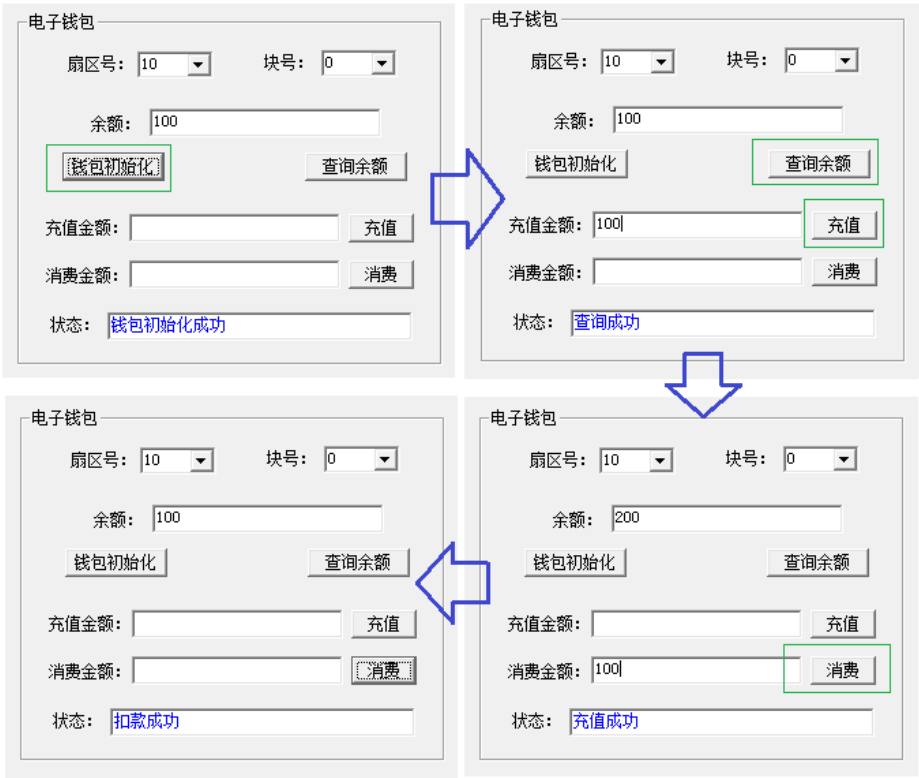 电子钱包
扇区号： 10 块号： 0
余额： 100
钱包初始化 查询余额
充值金额： 充值
消费金额： 消费
状态： 钱包初始化成功
电子钱包
扇区号： 10 块号： 0
余额： 100
钱包初始化 查询余额
充值金额： 100 充值
消费金额： 消费
状态： 查询成功
电子钱包
扇区号： 10 块号： 0
余额： 200
钱包初始化 查询余额
充值金额： 充值
消费金额： 100 消费
状态： 充值成功
电子钱包
扇区号： 10 块号： 0
余额： 100
钱包初始化 查询余额
充值金额： 充值
消费金额： 消费
状态： 扣款成功